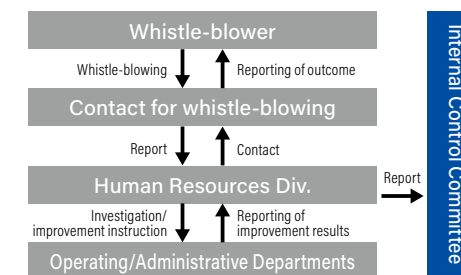 Whistle-blower
Whistle-blowing
Reporting of outcome
Contact for whistle-blowing
Report
Contact
Human Resources Div.
Report
Investigation/
improvement instruction
Reporting of
improvement results
Operating/Administrative Departments
Internal Control Committee